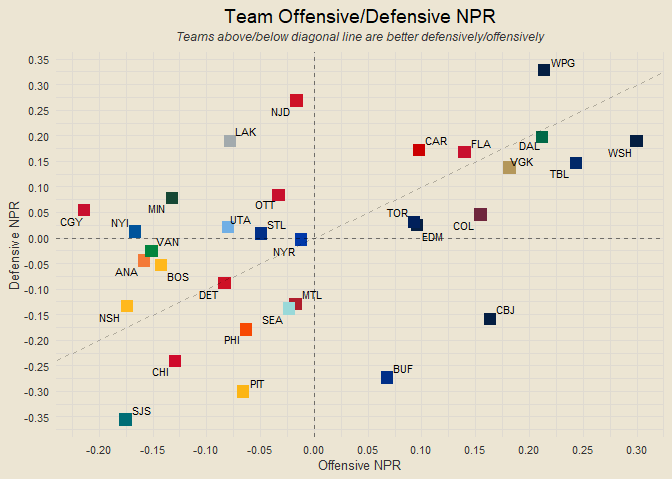 Team Offensive/Defensive NPR
Teams above/below diagonal line are better defensively/offensively
Defensive NPR
0.35
0.30
0.25
0.20
0.15
0.10
0.05
0.00
-0.05
-0.10
-0.15
-0.20
-0.25
-0.30
-0.35
WPG
NJD
LAK
CAR
FLA
DAL
WSH
VGK
TBL
MIN
OTT
CGY
NYI
UTA
STL
TOR
COL
EDM
VAN
NYR
ANA
BOS
DET
MTL
NSH
SEA
CBJ
PHI
CHI
BUF
PIT
SJS
-0.20
-0.15
-0.10
-0.05
0.00
0.05
0.10
0.15
0.20
0.25
0.30
Offensive NPR